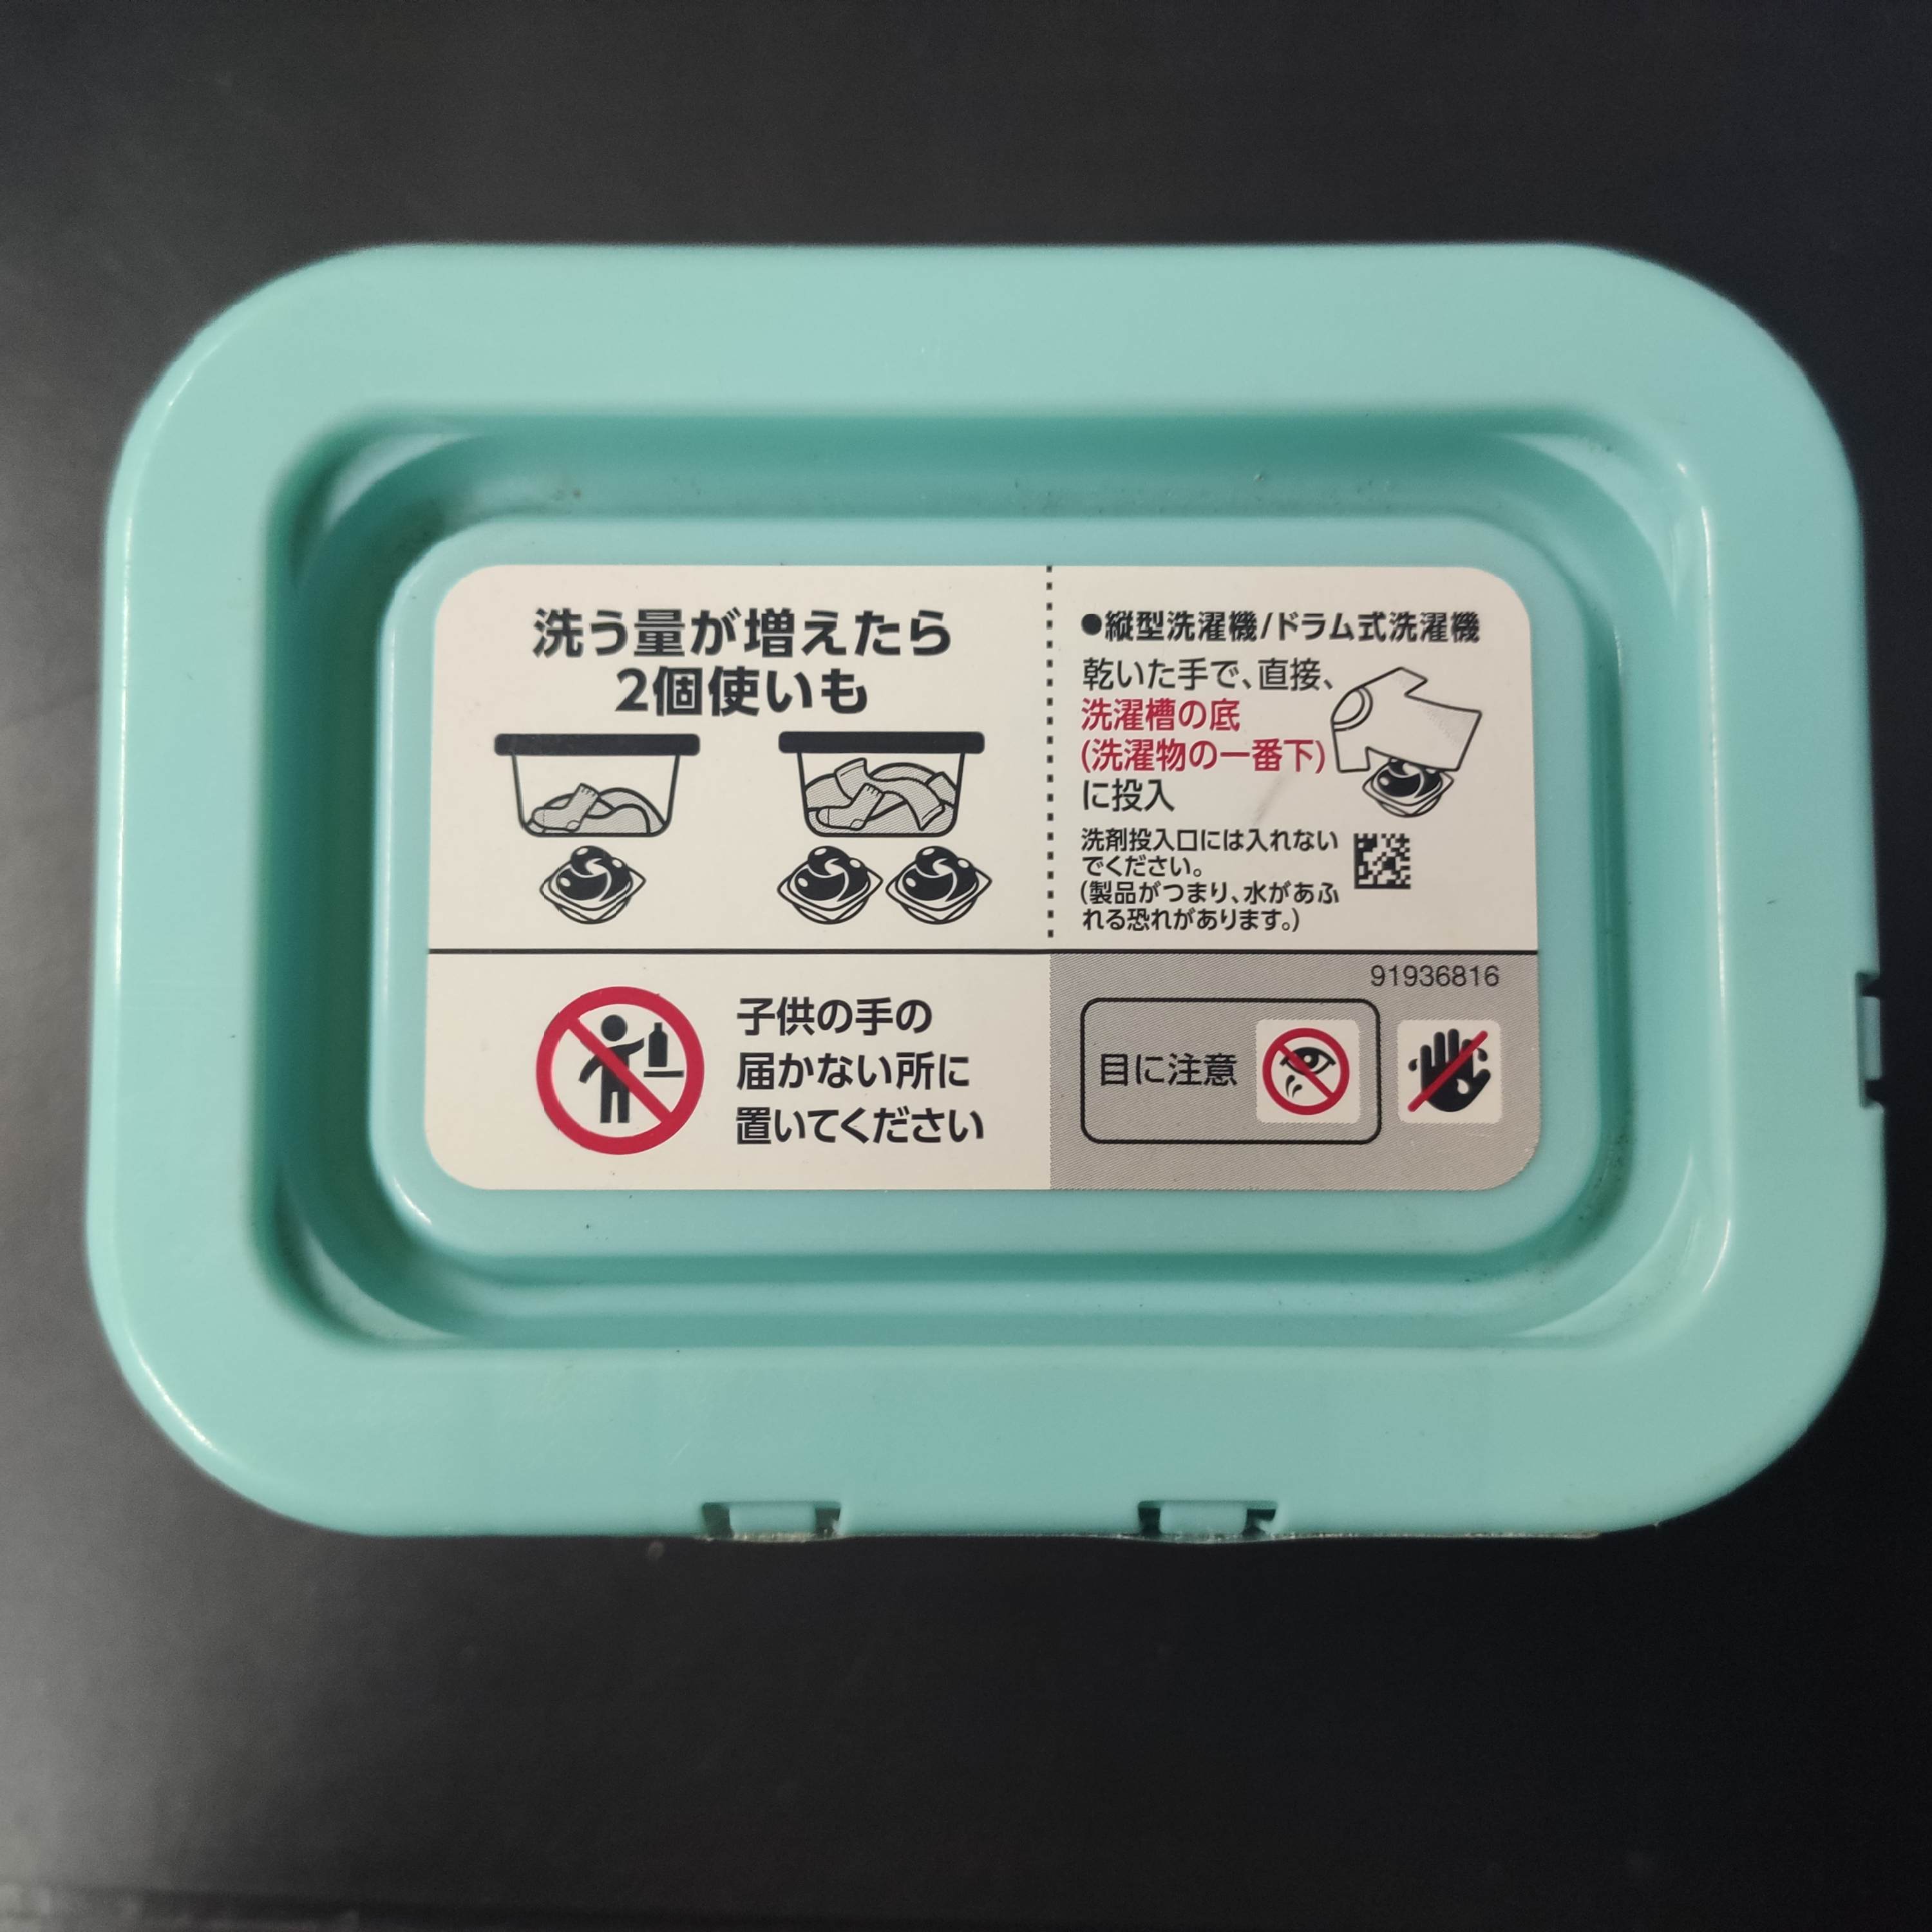 洗う量が増えたら
2個使いも
●縦型洗濯機/ドラム式洗濯機
乾いた手で、直接、
洗濯槽の底
(洗濯物の一番下)
に投入
洗剤投入口には入れない
でください。
(製品がつまり、水があふ
れる恐れがあります。)
子供の手の
届かない所に
置いてください
91936816
目に注意